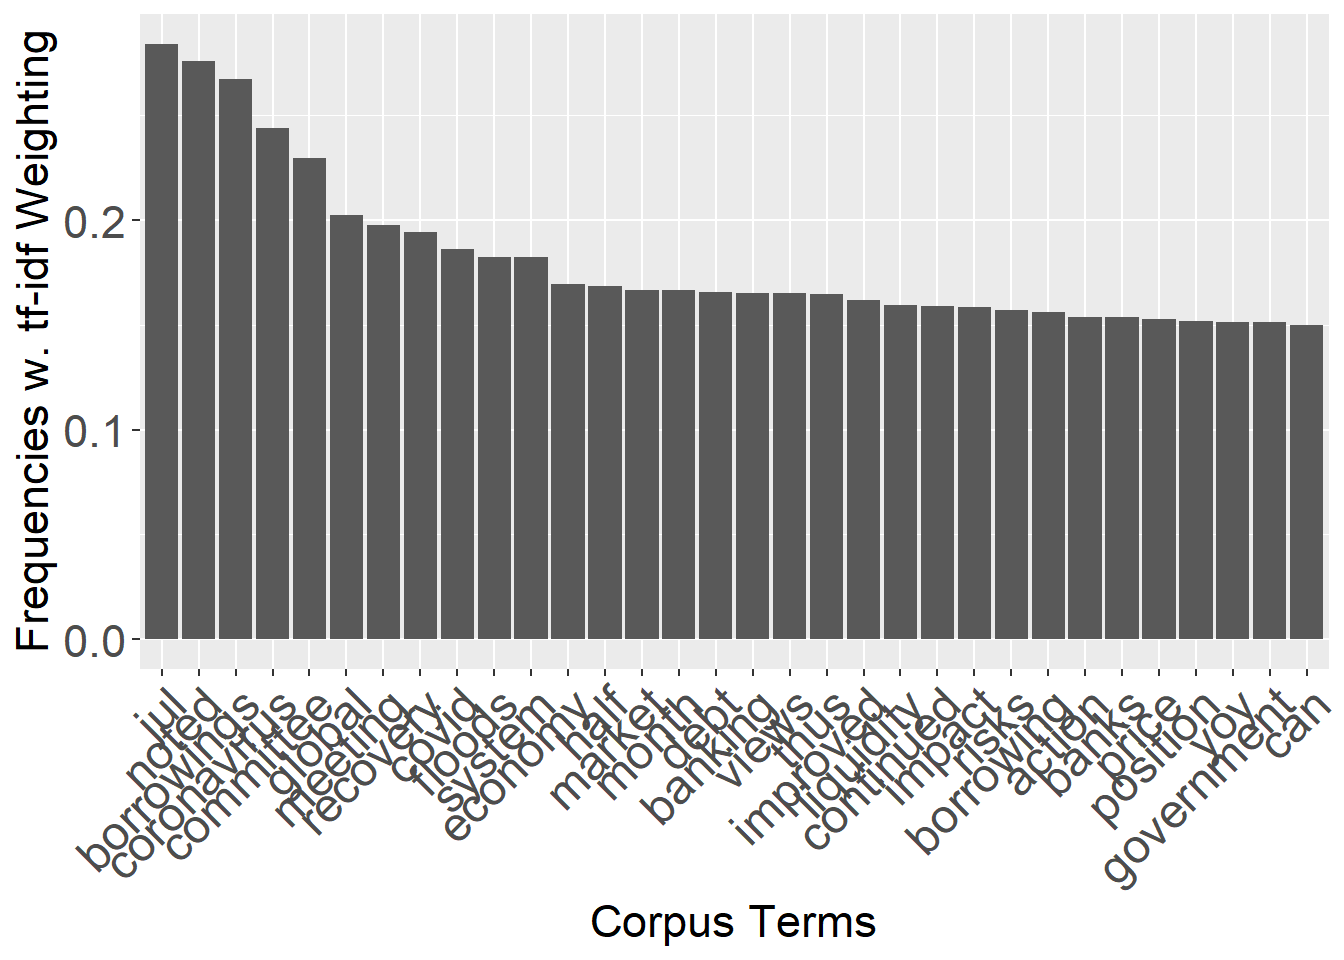 Frequencies w. tf-idf Weighting
0.2
0.1
0.0
jul
noted
borrowings
coronavirus
committee
global
meeting
recovery
covid
floods
system
economy
half
market
month
debt
banking
views
thus
improved
liquidity
continued
impact
risks
borrowing
action
banks
price
position
yoy
government
can
Corpus Terms